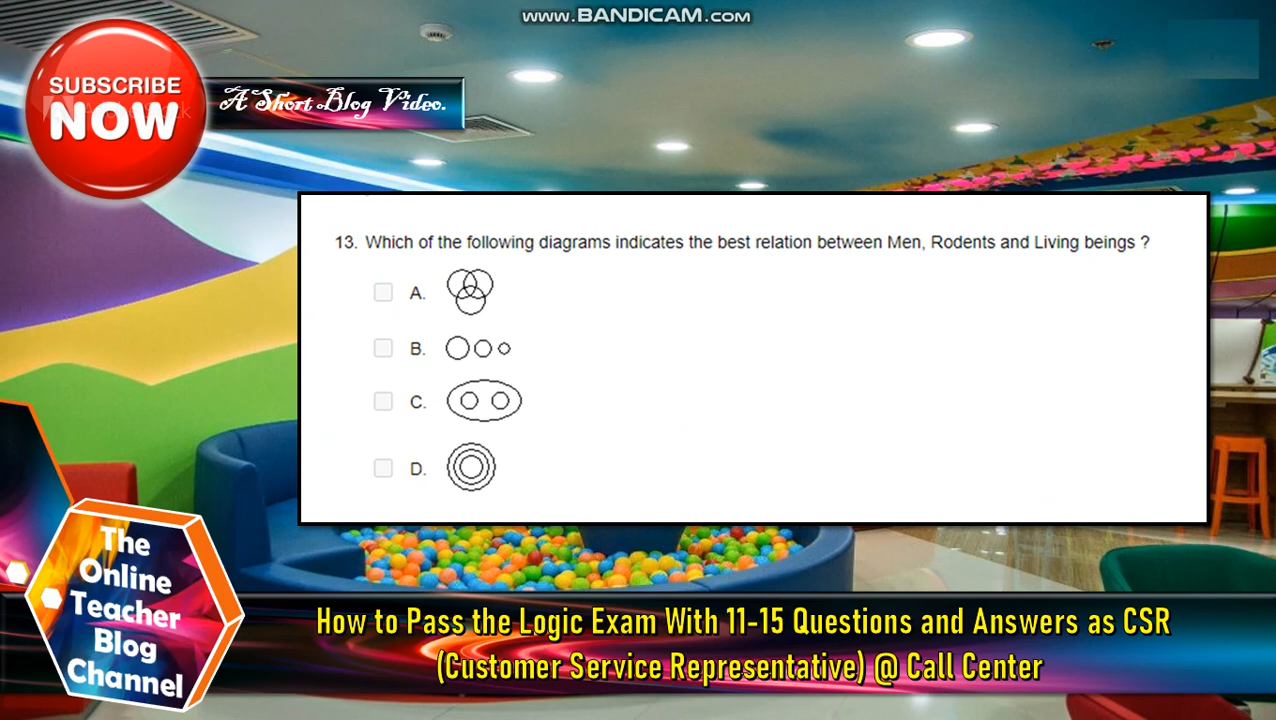 www.BANDICAM.com
SUBSCRIBE
NOW
A Short Blog Video.
13. Which of the following diagrams indicates the best relation between Men, Rodents and Living beings ?
A.
B.
C.
D.
The
Online
Teacher
Blog
Channel
How to Pass the Logic Exam With 11-15 Questions and Answers as CSR
(Customer Service Representative) @ Call Center